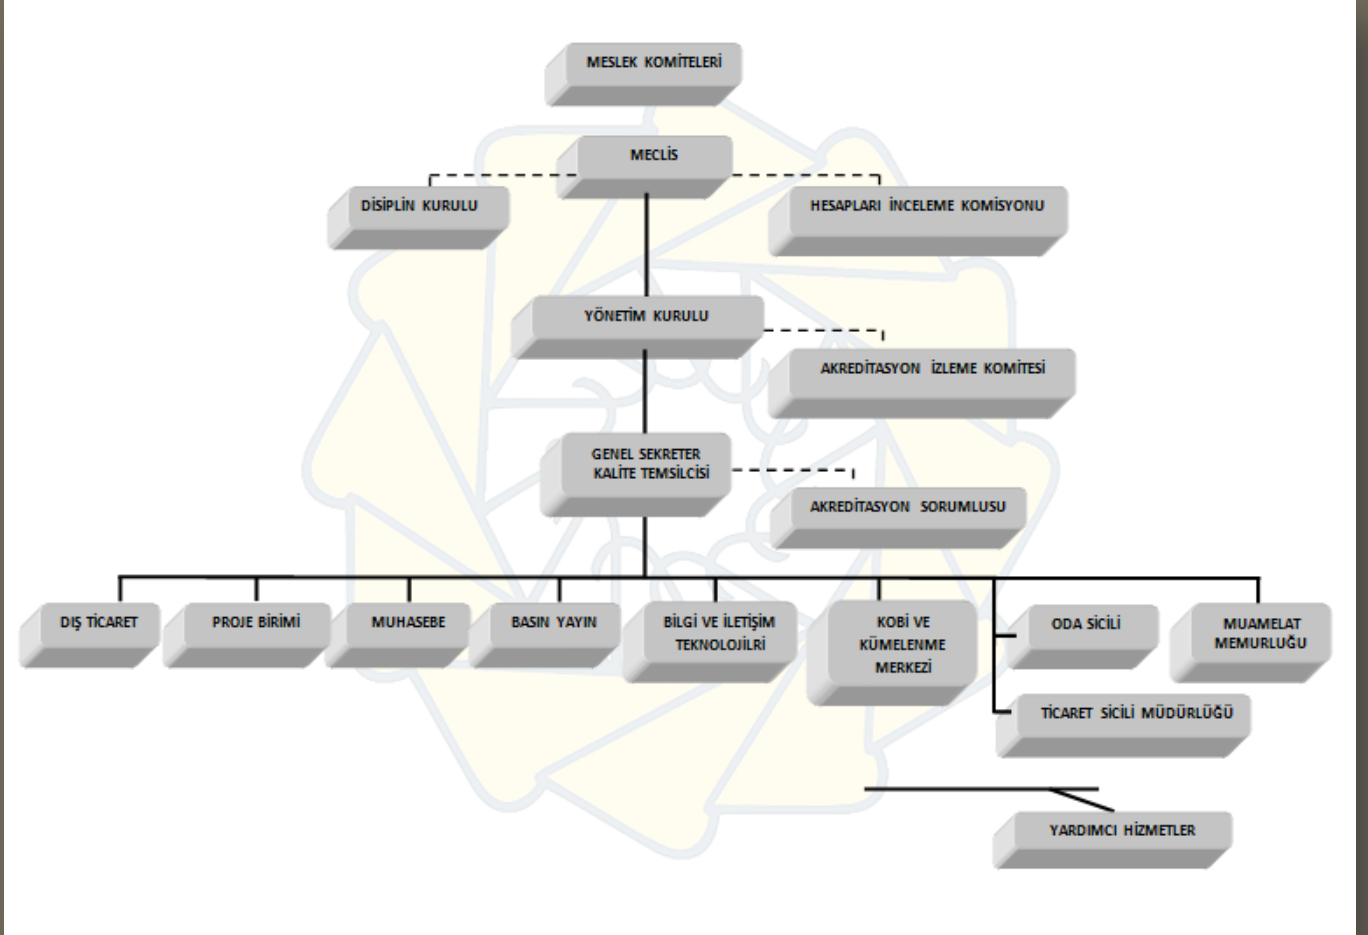 MESLEK KOMİTELERİ
MECLİS
DİSİPLİN KURULU
HESAPLARI İNCELEME KOMİSYONU
YÖNETİM KURULU
AKREDİTASYON İZLEME KOMİTESİ
GENEL SEKRETER
KALİTE TEMSİLCİSİ
AKREDİTASYON SORUMLUSU
DIŞ TİCARET
PROJE BİRİMİ
MUHASEBE
BASIN YAYIN
BİLGİ VE İLETİŞİM
TEKNOLOJİLRİ
KOBİ VE
KÜMELENME
MERKEZİ
ODA SİCİLİ
MUAMELAT
MEMURLUĞU
TİCARET SİCİLİ MÜDÜRLÜĞÜ
YARDIMCI HİZMETLER